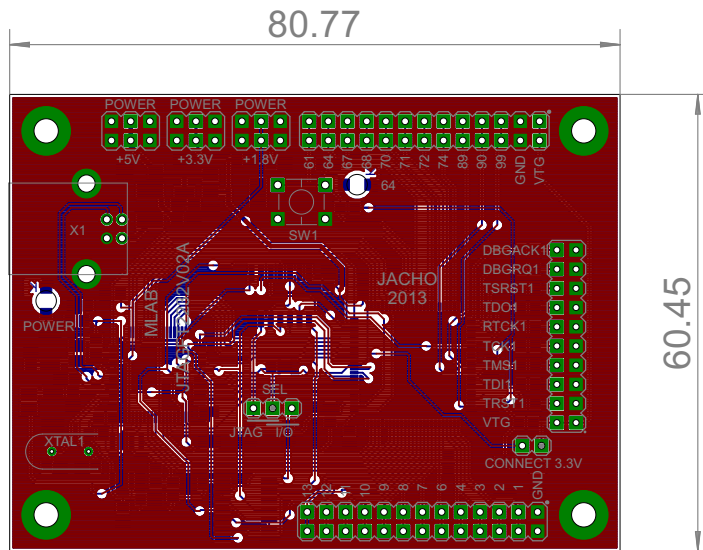 80.77
POWER POWER POWER
+5V +3.3V +1.8V
61 64 67 68 70 71 72 74 89 90 99 GND VTG
64
X1
SW1
MLAB
JACHO
2013
POWER
DBGACK1
DBGRQ1
TSRST1
TDO1
RTCK1
TCK1
TMS1
TDI1
TRST1
VTG
60.45
SEL
JTAG I/O
XTAL1
CONNECT 3.3V
13 12 11 10 9 8 7 6 4 3 2 1 GND